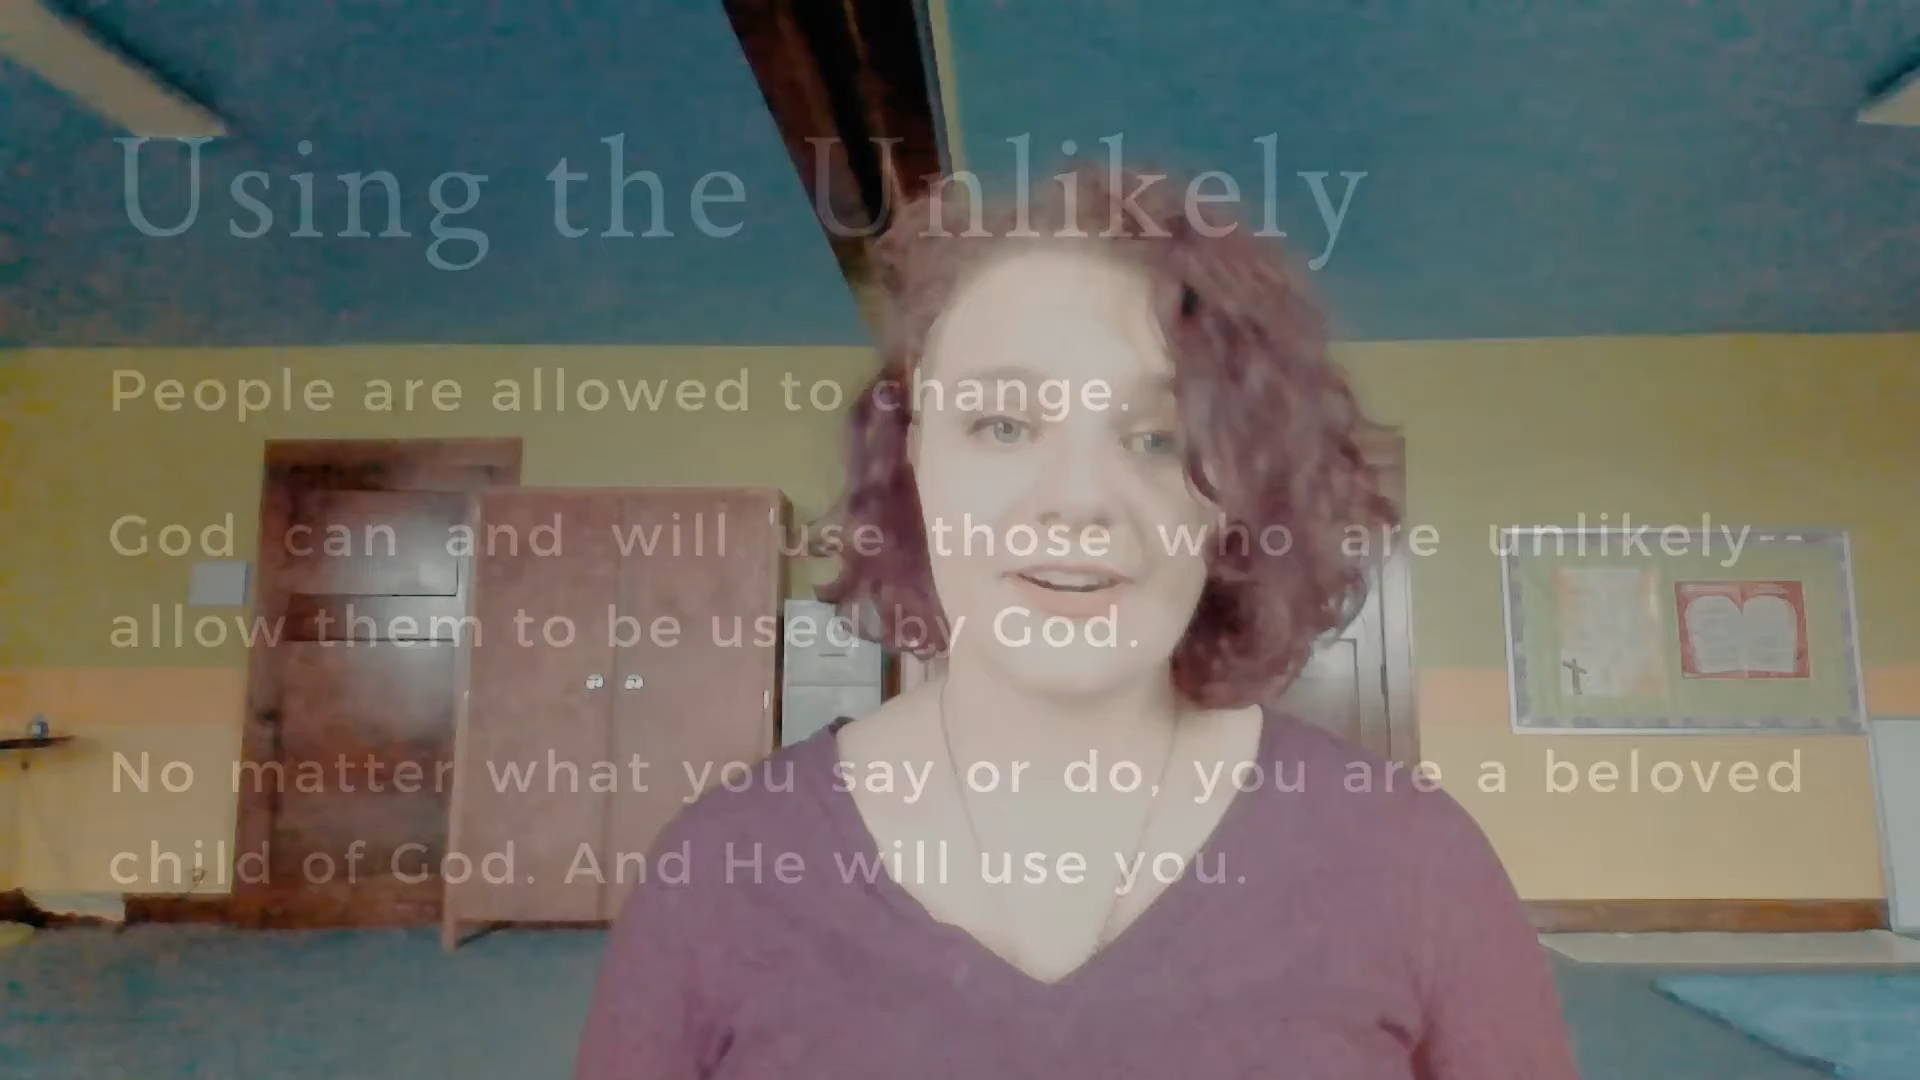 Using the Unlikely
People are allowed to change.
God can and will use those who are unlikely--
allow them to be used by God.
No matter what you say or do, you are a beloved
child of God. And He will use you.